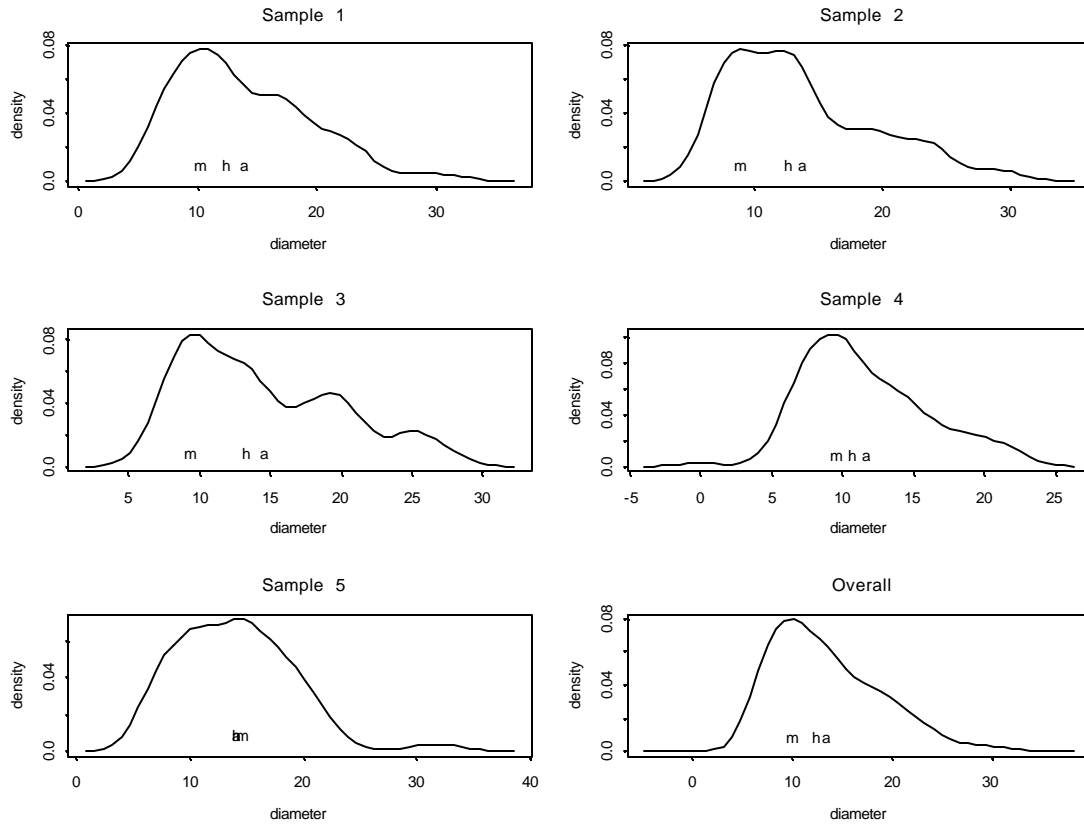 Sample 1
density
0.0 0.04 0.08
m h a
0 10 20 30
diameter
Sample 2
density
0.0 0.04 0.08
m h a
10 20 30
diameter
Sample 3
density
0.0 0.04 0.08
m h a
5 10 15 20 25 30
diameter
Sample 4
density
0.0 0.04 0.08
m h a
-5 0 5 10 15 20 25
diameter
Sample 5
density
0.0 0.04
m
0 10 20 30 40
diameter
Overall
density
0.0 0.04 0.08
m h a
0 10 20 30
diameter